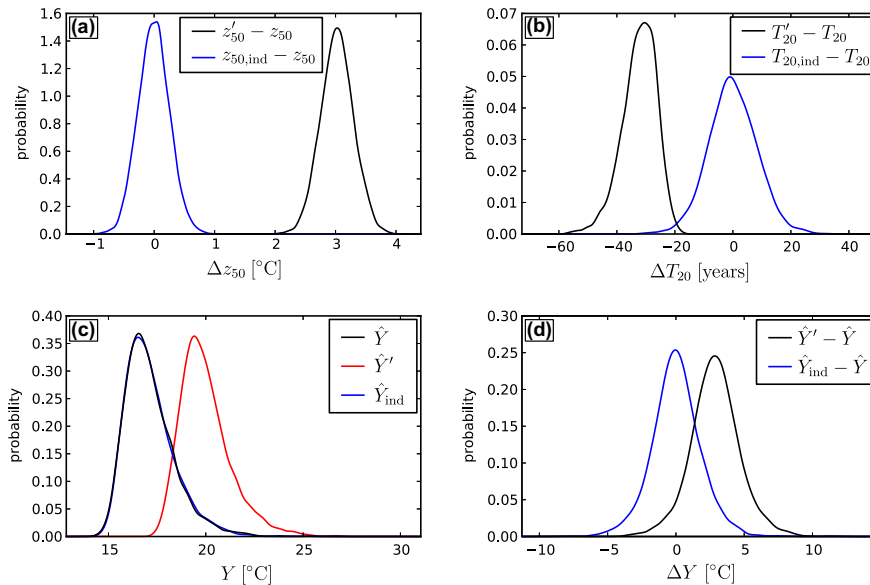 (a)
z′₅₀ − z₅₀
z₅₀,ind − z₅₀
probability
1.6
1.4
1.2
1.0
0.8
0.6
0.4
0.2
0.0
−1 0 1 2 3 4
Δz₅₀ [°C]
(b)
T′₂₀ − T₂₀
T₂₀,ind − T₂₀
probability
0.07
0.06
0.05
0.04
0.03
0.02
0.01
0.00
−60 −40 −20 0 20 40
ΔT₂₀ [years]
(c)
Ŷ
Ŷ′
Ŷind
probability
0.40
0.35
0.30
0.25
0.20
0.15
0.10
0.05
0.00
15 20 25 30
Y [°C]
(d)
Ŷ′ − Ŷ
Ŷind − Ŷ
probability
0.30
0.25
0.20
0.15
0.10
0.05
0.00
−10 −5 0 5 10
ΔY [°C]